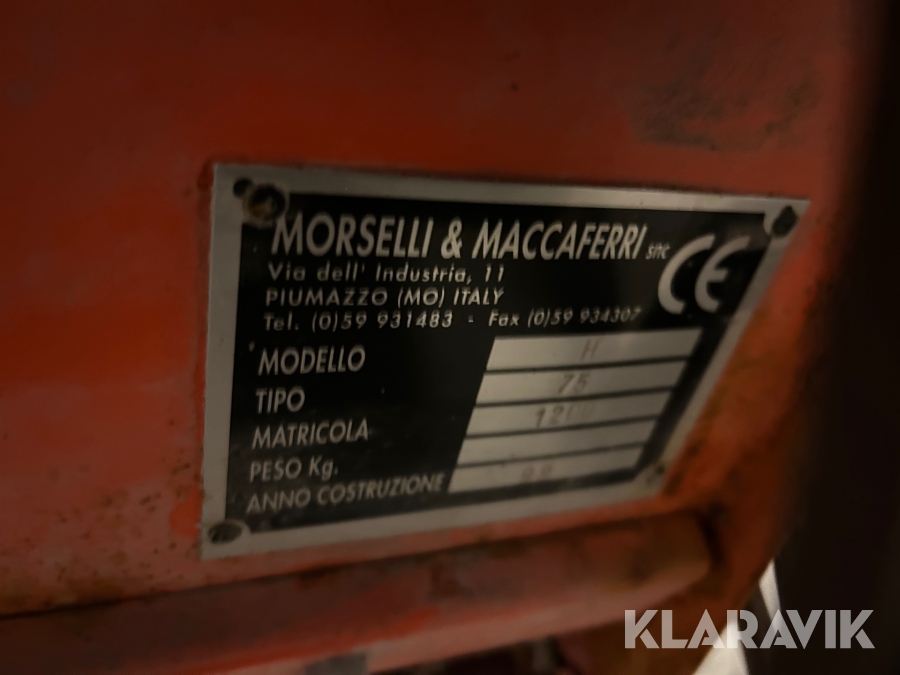 MORSELLI & MACCAFERRI snc
CE
Via dell' Industria, 11
PIUMAZZO (MO) ITALY
Tel. (0)59 931483 - Fax (0)59 934307
MODELLO H
TIPO 75
MATRICOLA
PESO Kg.
ANNO COSTRUZIONE
KLARAVIK